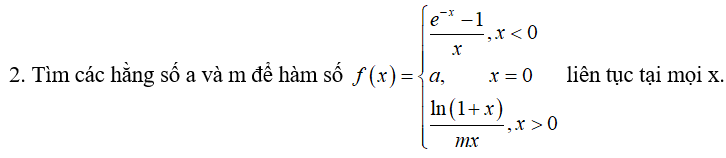 2. Tìm các hằng số a và m để hàm số f(x) = { (e^{-x} − 1)/x , x < 0
a, x = 0
ln(1+x)/(mx) , x > 0 liên tục tại mọi x.